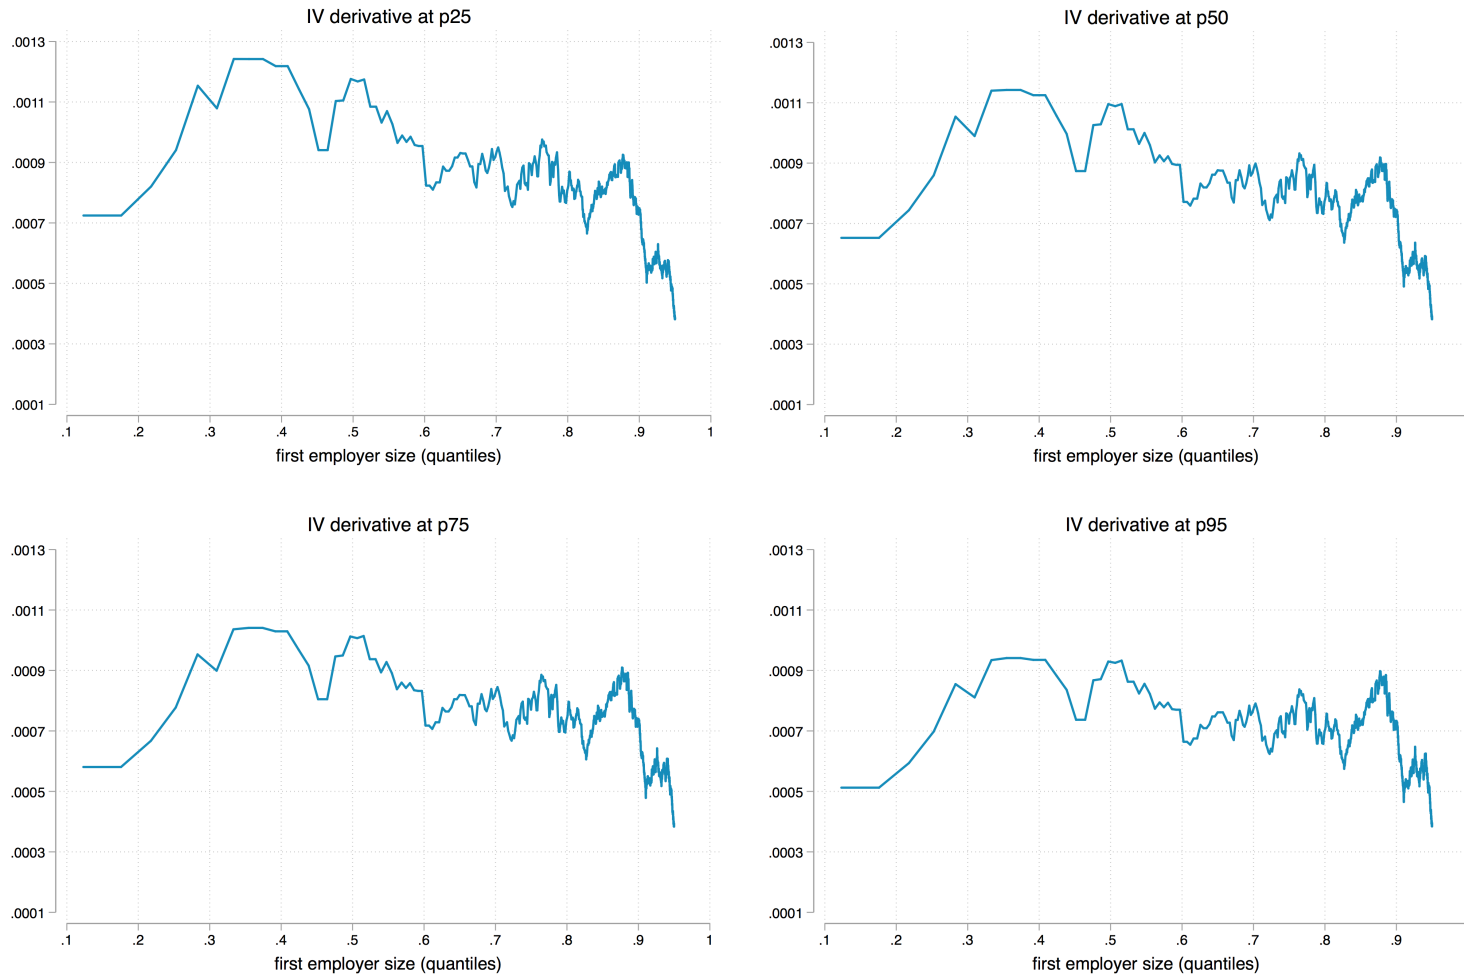 IV derivative at p25
.0013
.0011
.0009
.0007
.0005
.0003
.0001
.1 .2 .3 .4 .5 .6 .7 .8 .9 1
first employer size (quantiles)
IV derivative at p50
.0013
.0011
.0009
.0007
.0005
.0003
.0001
.1 .2 .3 .4 .5 .6 .7 .8 .9
first employer size (quantiles)
IV derivative at p75
.0013
.0011
.0009
.0007
.0005
.0003
.0001
.1 .2 .3 .4 .5 .6 .7 .8 .9 1
first employer size (quantiles)
IV derivative at p95
.0013
.0011
.0009
.0007
.0005
.0003
.0001
.1 .2 .3 .4 .5 .6 .7 .8 .9
first employer size (quantiles)